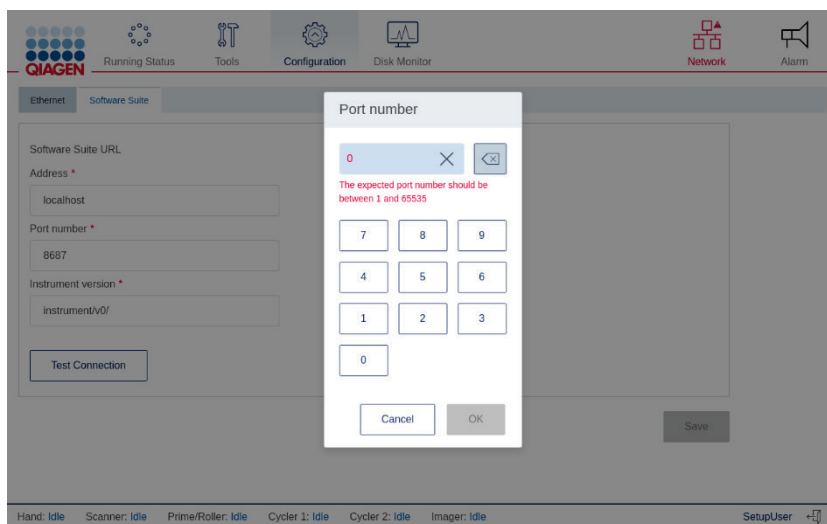 QIAGEN
Running Status
Tools
Configuration
Disk Monitor
Network
Alarm
Ethernet
Software Suite
Software Suite URL
Address *
localhost
Port number *
8687
Instrument version *
instrument/v0/
Test Connection
Save
Port number
0
The expected port number should be
between 1 and 65535
7 8 9
4 5 6
1 2 3
0
Cancel OK
Hand: Idle Scanner: Idle Prime/Roller: Idle Cycler 1: Idle Cycler 2: Idle Imager: Idle SetupUser